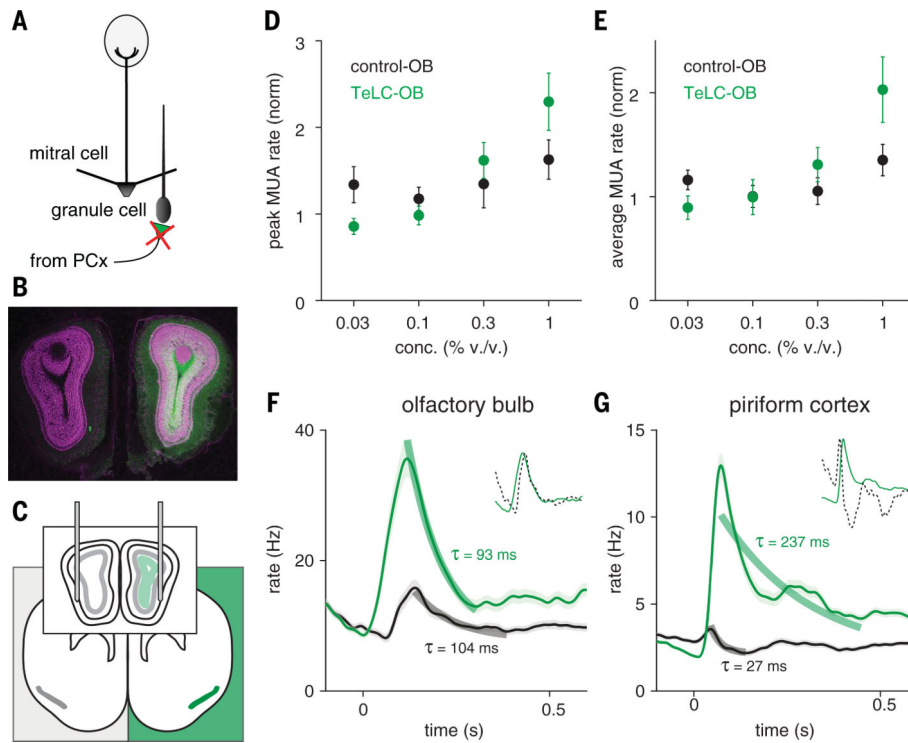 A
mitral cell
granule cell
from PCx
B
C
D
control-OB
TeLC-OB
peak MUA rate (norm)
3
2
1
0
0.03 0.1 0.3 1
conc. (% v./v.)
E
control-OB
TeLC-OB
average MUA rate (norm)
2
1
0
0.03 0.1 0.3 1
conc. (% v./v.)
F
olfactory bulb
rate (Hz)
40
20
0
τ = 93 ms
τ = 104 ms
0 0.5
time (s)
G
piriform cortex
rate (Hz)
15
10
5
0
τ = 237 ms
τ = 27 ms
0 0.5
time (s)